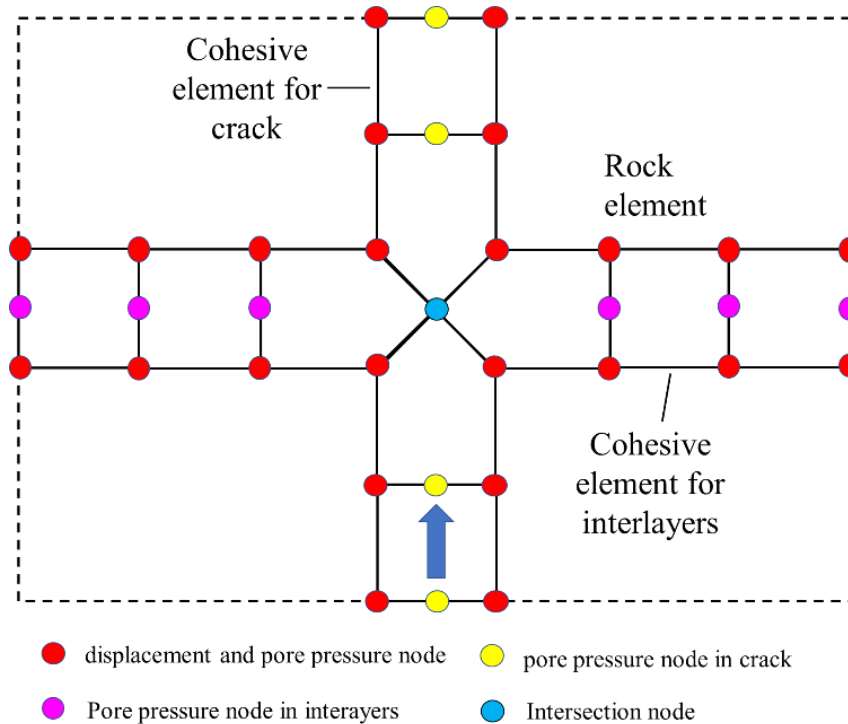 Cohesive
element for
crack
Rock
element
Cohesive
element for
interlayers
displacement and pore pressure node
pore pressure node in crack
Pore pressure node in interayers
Intersection node